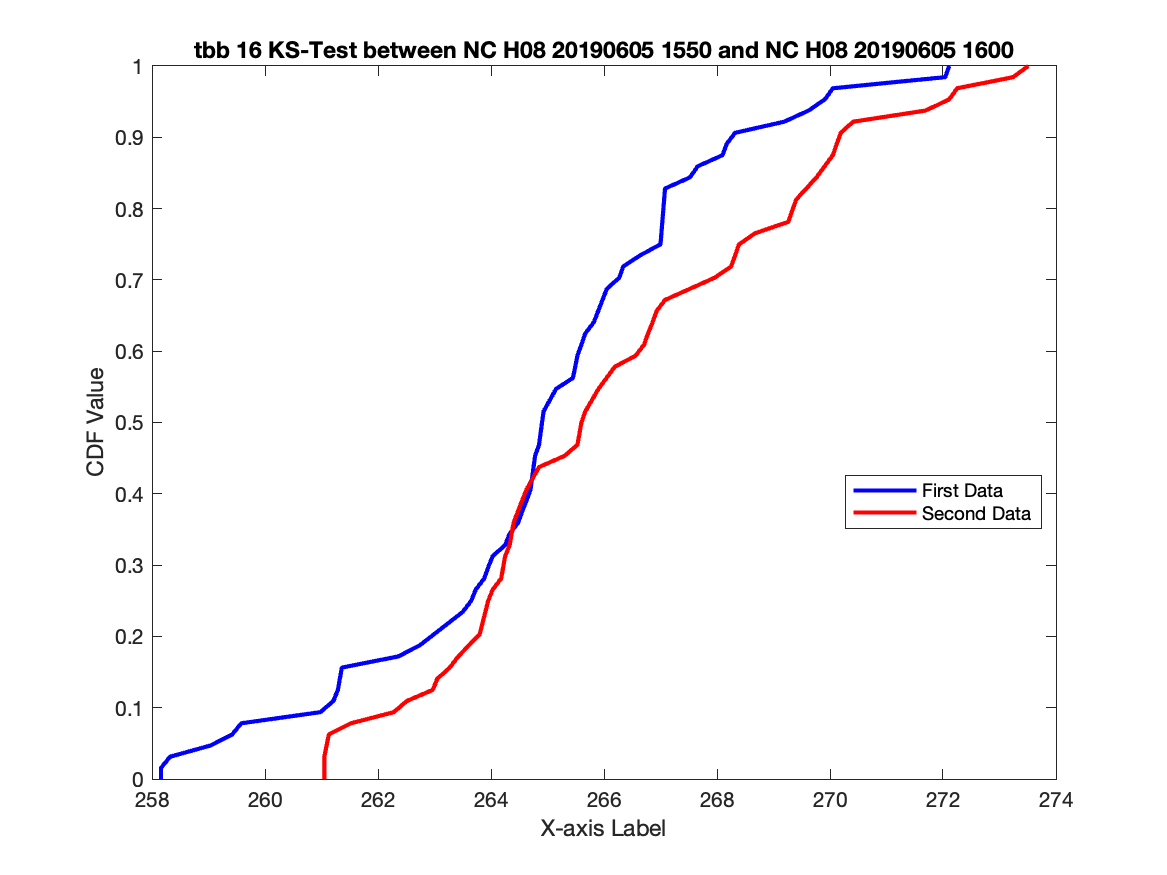 tbb 16 KS-Test between NC H08 20190605 1550 and NC H08 20190605 1600
1
0.9
0.8
0.7
0.6
0.5
0.4
0.3
0.2
0.1
0
CDF Value
First Data
Second Data
258 260 262 264 266 268 270 272 274
X-axis Label